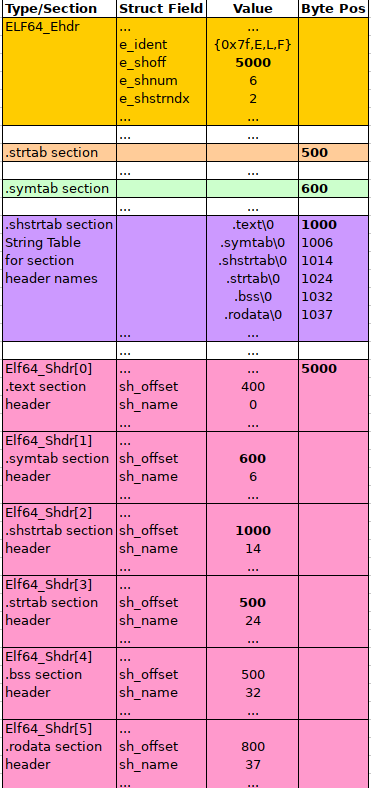 Type/Section Struct Field Value Byte Pos
ELF64_Ehdr ... ...
e_ident {0x7f,E,L,F}
e_shoff 5000
e_shnum 6
e_shstrndx 2
... ...
... ...
.strtab section 500
... ...
.symtab section 600
... ...
.shstrtab section .text\0 1000
String Table .symtab\0 1006
for section .shstrtab\0 1014
header names .strtab\0 1024
.bss\0 1032
.rodata\0 1037
... ...
... ...
Elf64_Shdr[0] ... ... 5000
.text section sh_offset 400
header sh_name 0
... ...
Elf64_Shdr[1] ...
.symtab section sh_offset 600
header sh_name 6
... ...
Elf64_Shdr[2] ...
.shstrtab section sh_offset 1000
header sh_name 14
... ...
Elf64_Shdr[3] ...
.strtab section sh_offset 500
header sh_name 24
... ...
Elf64_Shdr[4] ...
.bss section sh_offset 500
header sh_name 32
... ...
Elf64_Shdr[5] ...
.rodata section sh_offset 800
header sh_name 37
... ...